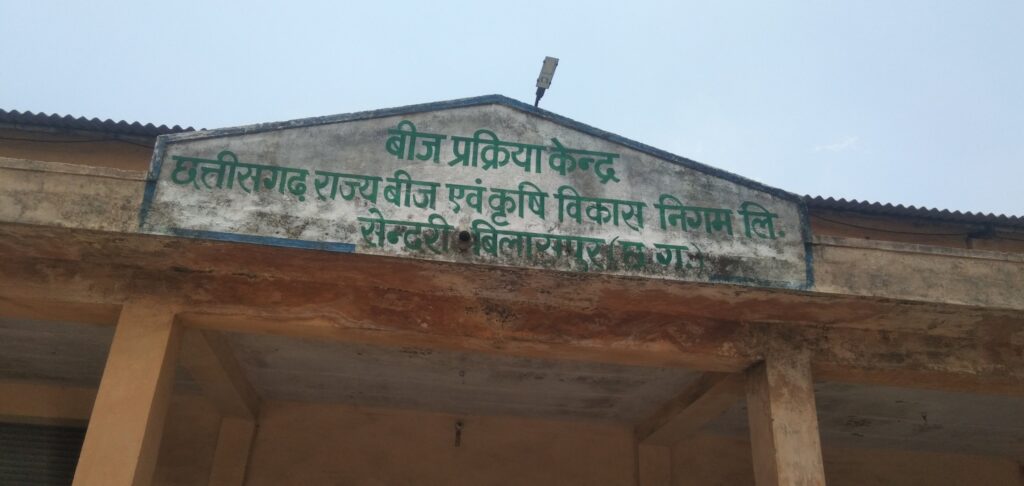 बीज प्रक्रिया केन्द्र
छत्तीसगढ़ राज्य बीज एवं कृषि विकास निगम लि.
सेन्दरी बिलासपुर (छ.ग.)